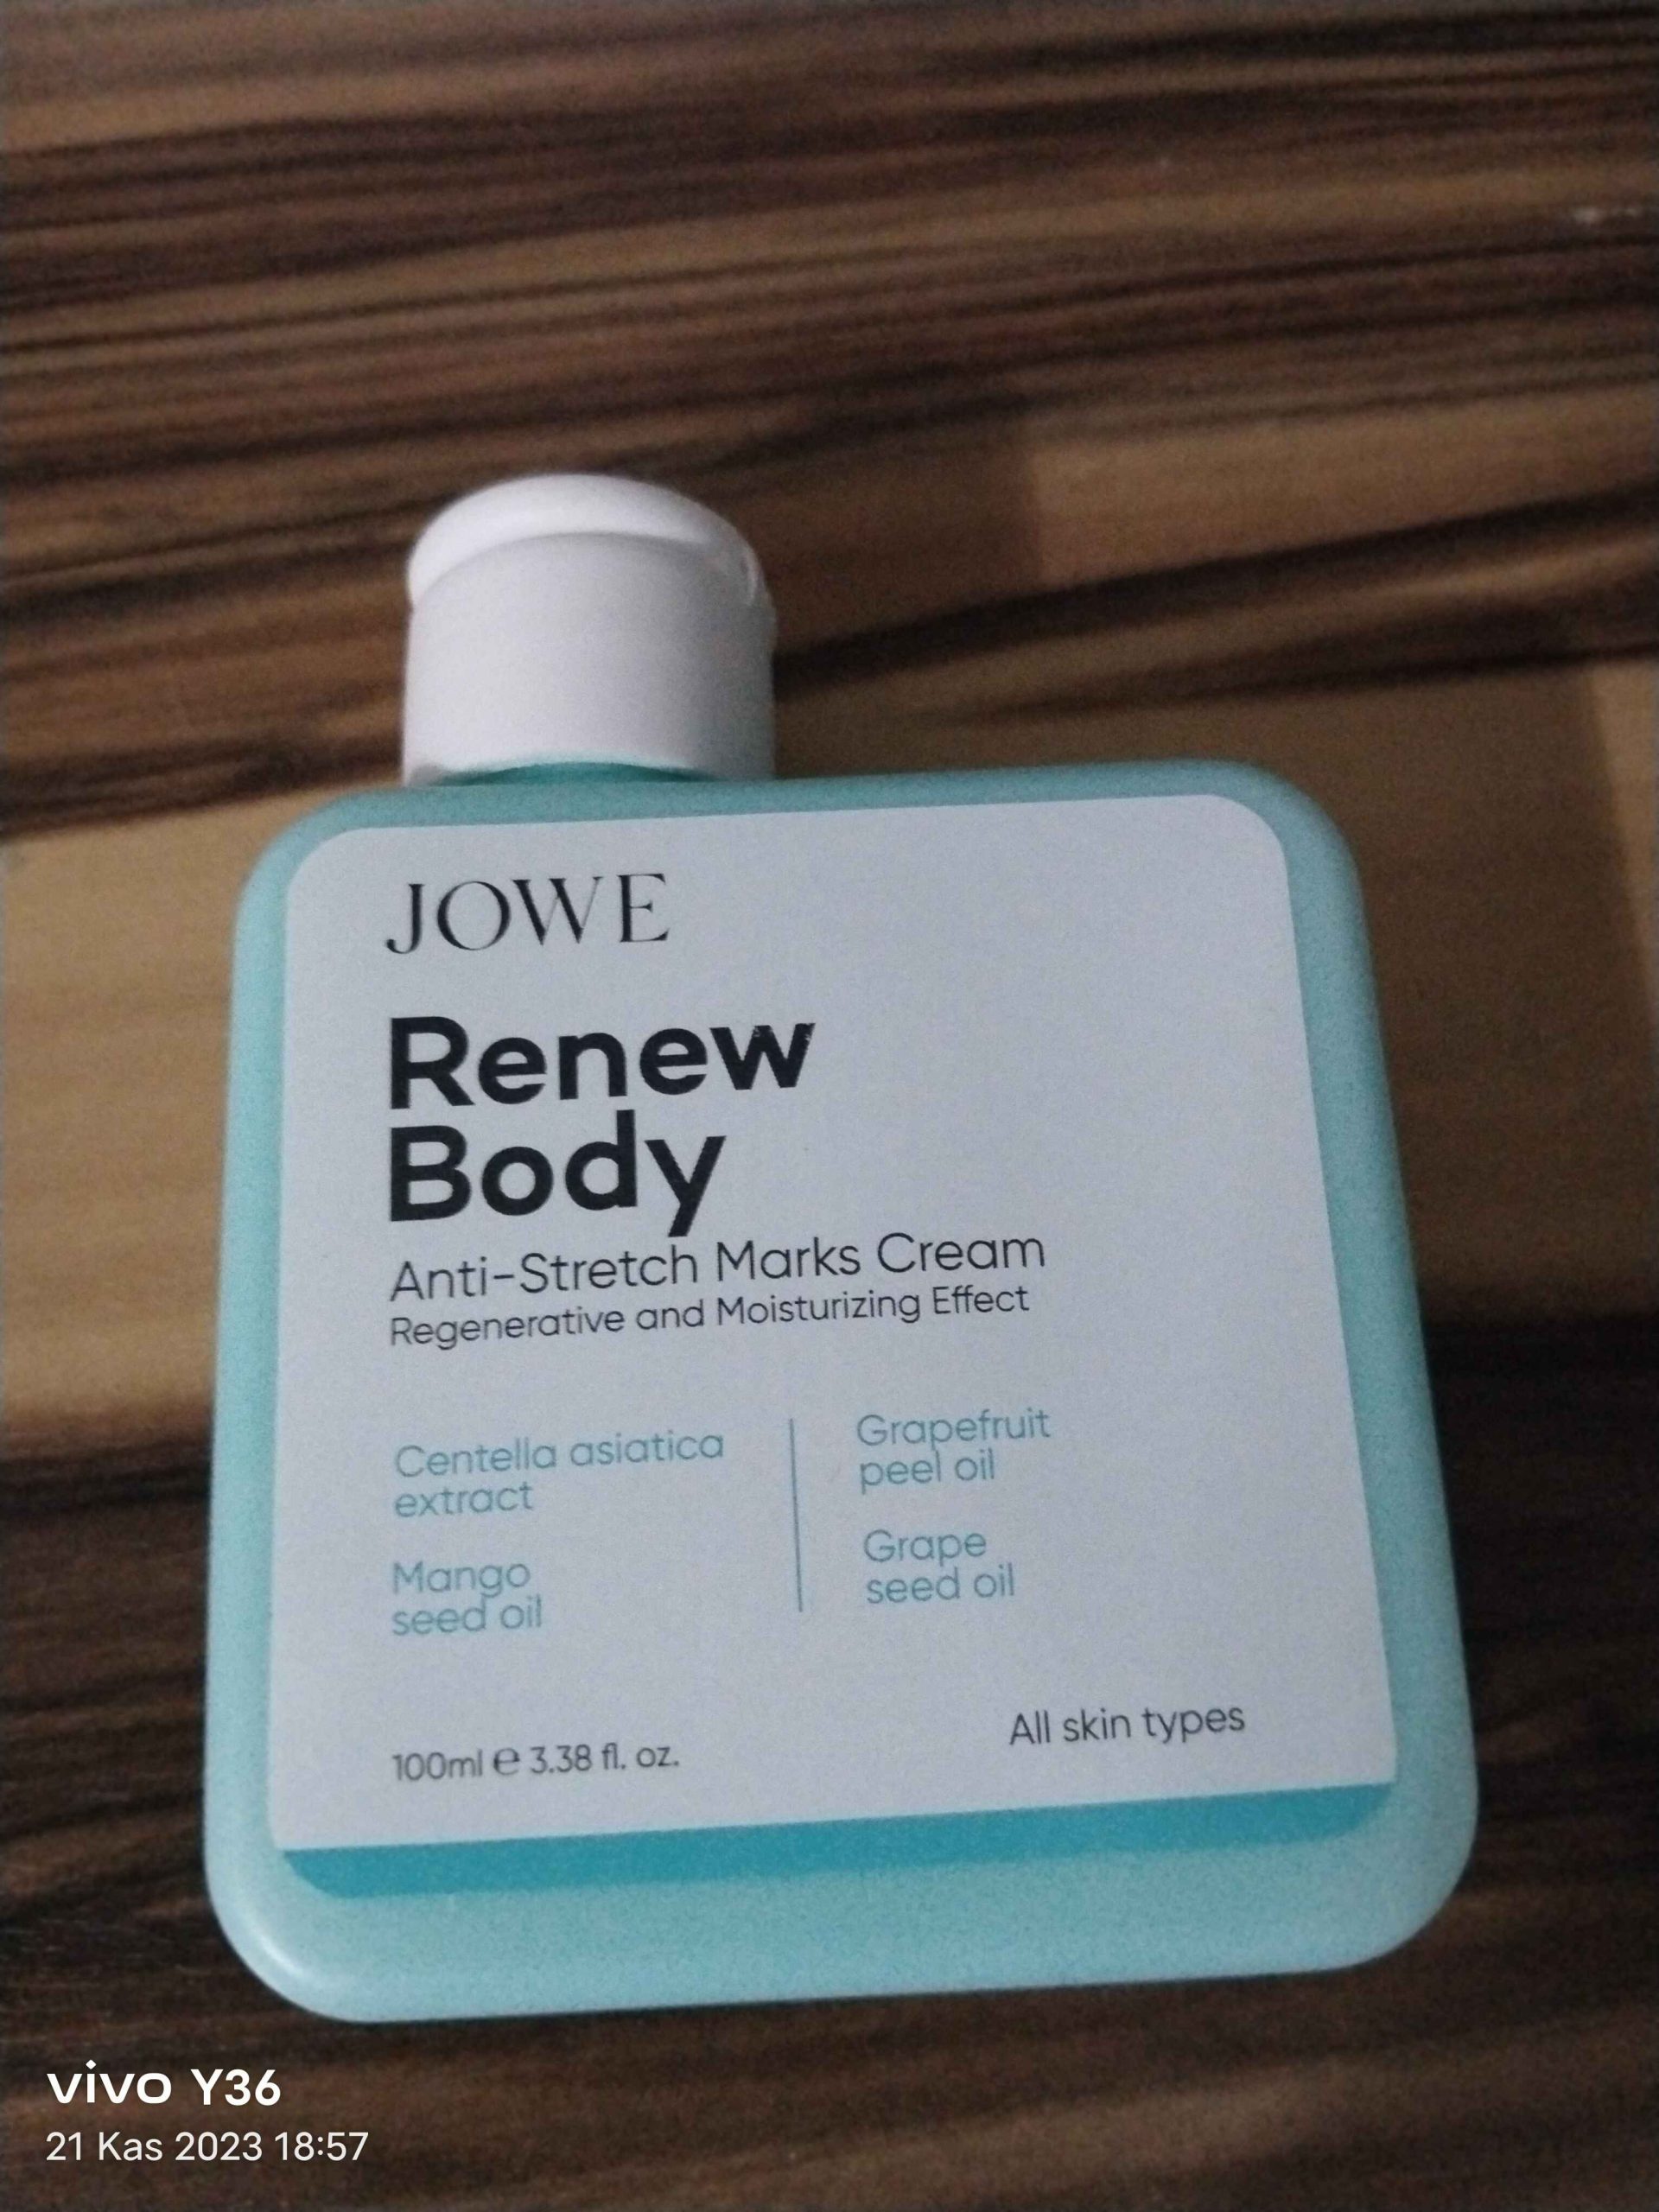 JOWE
Renew
Body
Anti-Stretch Marks Cream
Regenerative and Moisturizing Effect
Centella asiatica
extract
Mango
seed oil
Grapefruit
peel oil
Grape
seed oil
100ml ℮ 3.38 fl. oz.
All skin types
vivo Y36
21 Kas 2023 18:57